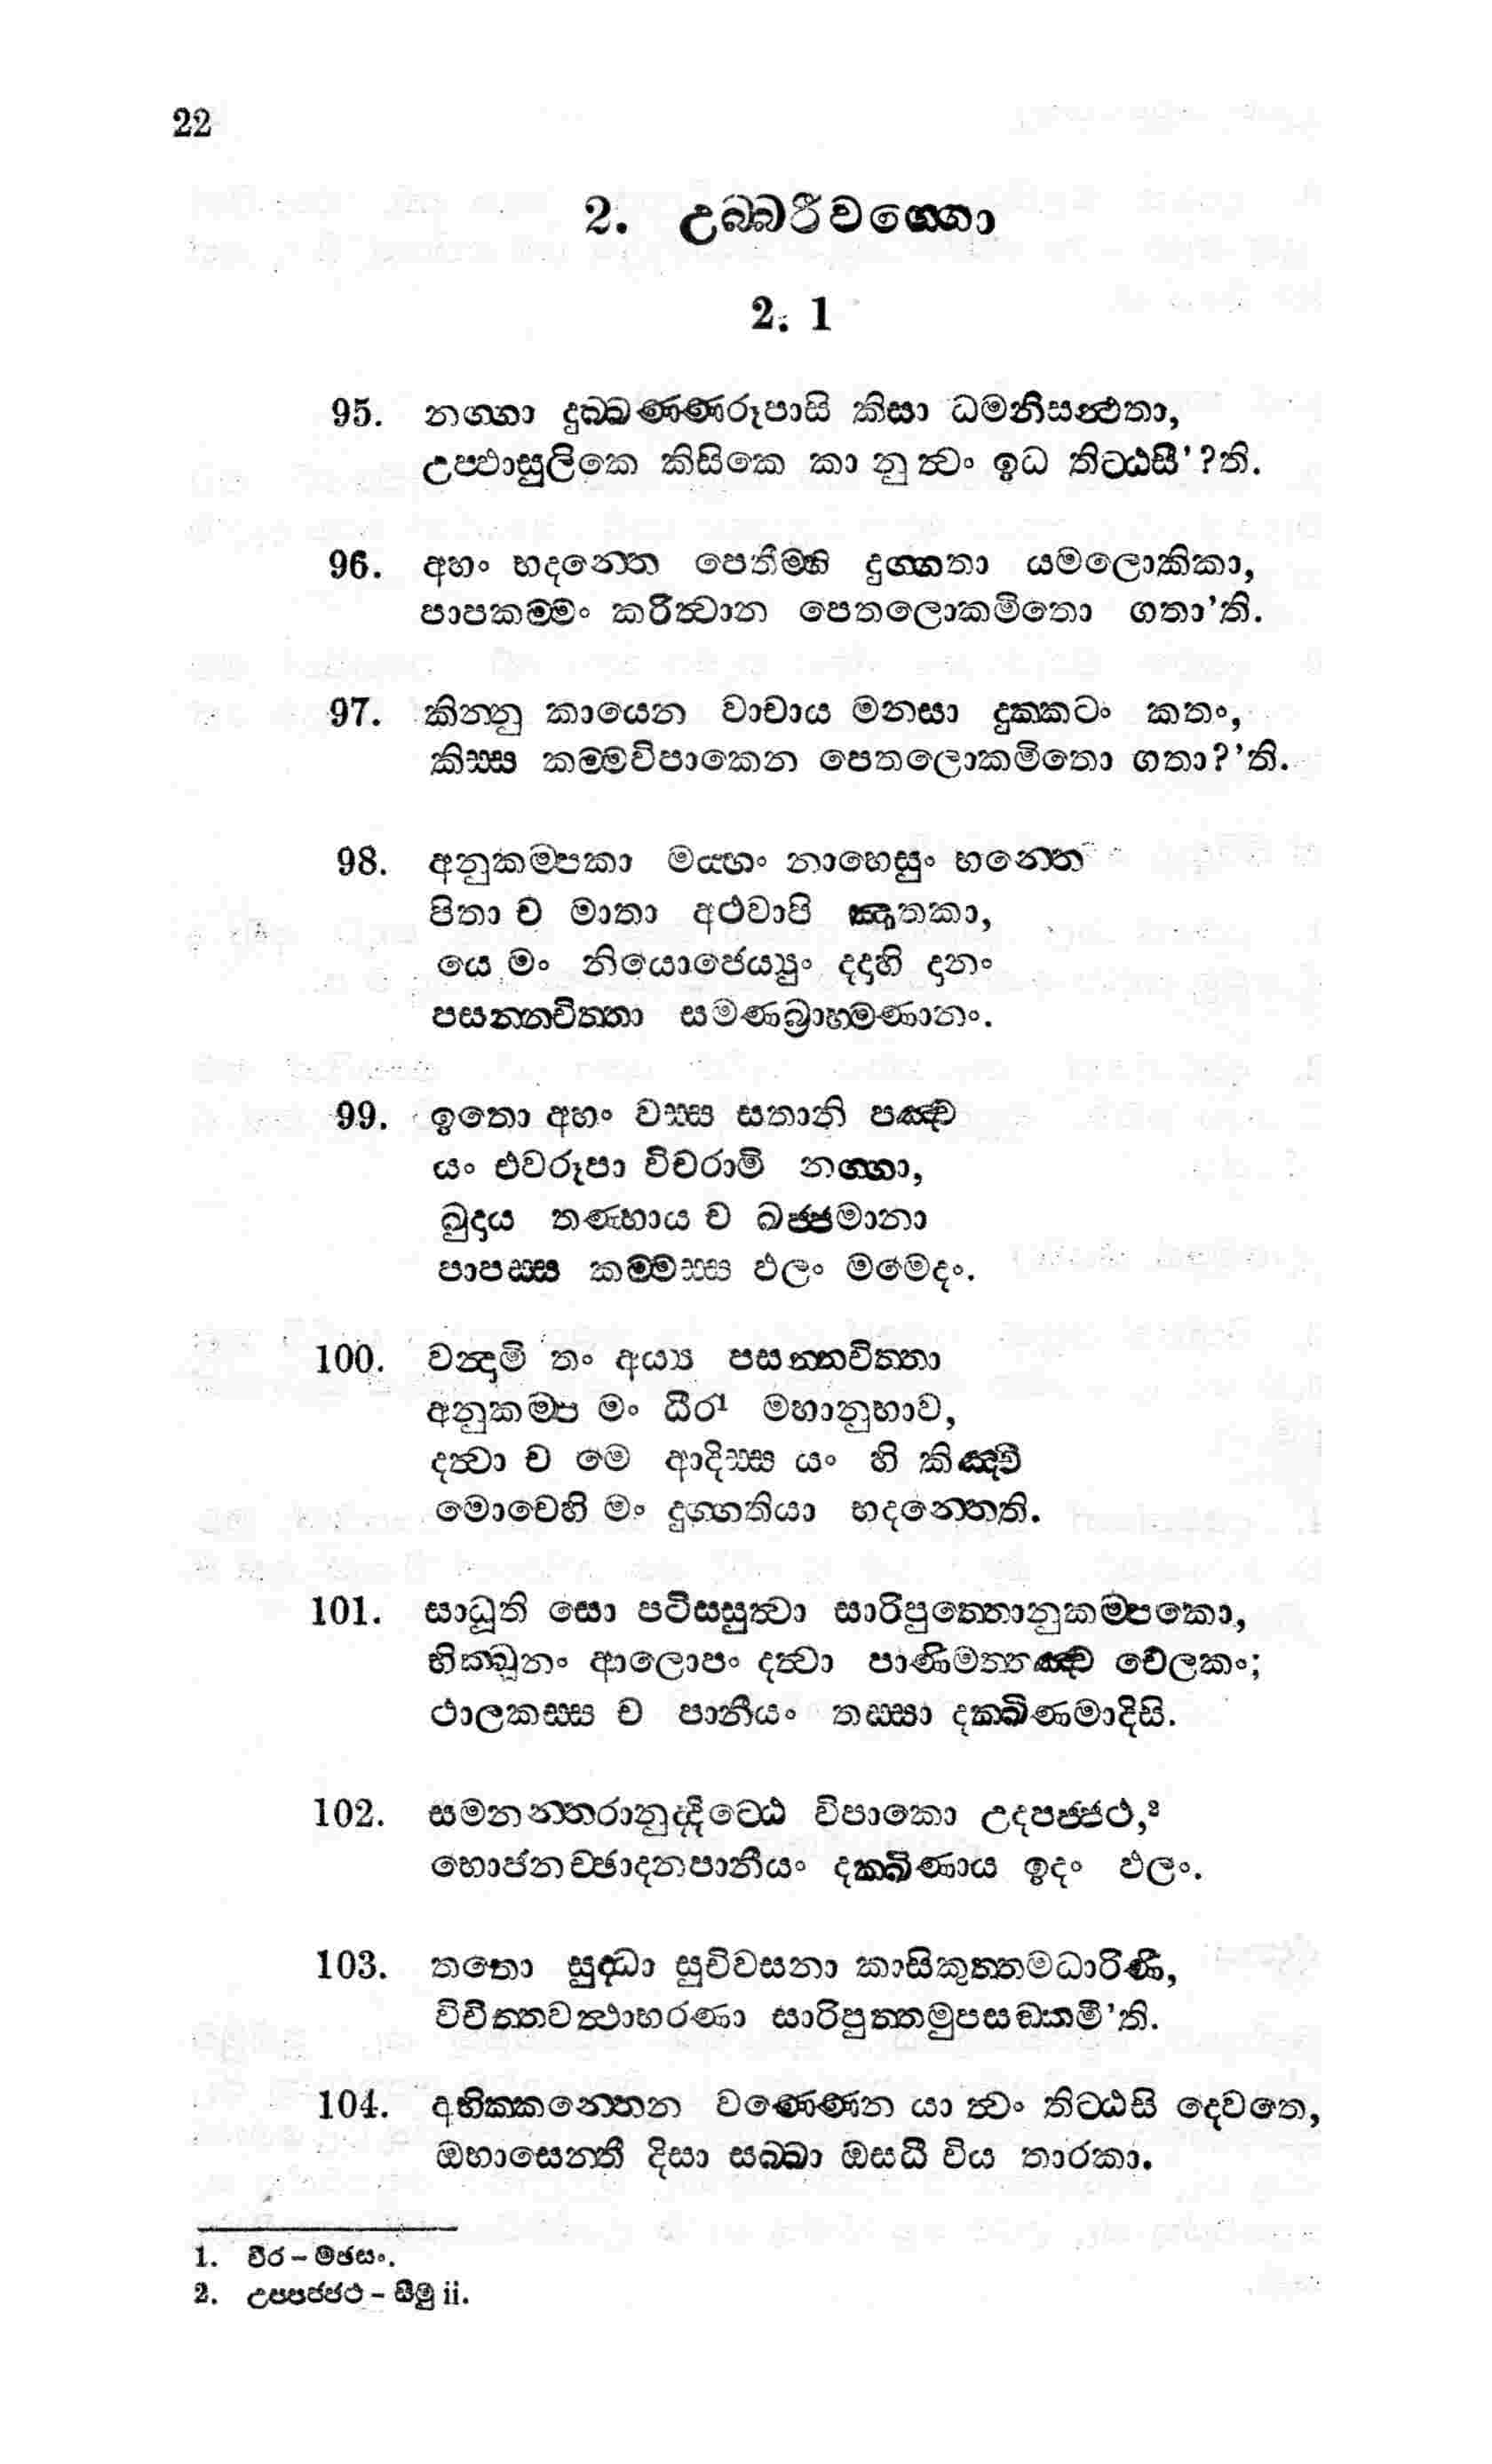 22
2. උබ්බරීවග්ගො
2. 1
95. නග්ගා දුබ්බණ්ණරූපාසි කිසා ධමනිසන්ථතා,
උප්ඵාසුලිකෙ කිසිකෙ කා නු ත්වං ඉධ තිට්ඨසී'?ති.
96. අහං භදන්තෙ පෙතීම්හි දුග්ගතා යමලොකිකා,
පාපකම්මං කරිත්වාන පෙතලොකමිතො ගතා'ති.
97. කින්නු කායෙන වාචාය මනසා දුක්කටං කතං,
කිස්ස කම්මවිපාකෙන පෙතලොකමිතො ගතා?'ති.
98. අනුකම්පකා මය්හං නාහෙසුං භන්තෙ
පිතා ච මාතා අථවාපි ඤාතකා,
යෙ මං නියොජෙය්‍යුං දදාහි දානං
පසන්නචිත්තා සමණබ්‍රාහ්මණානං.
99. ඉතො අහං වස්ස සතානි පඤ්ච
යං එවරූපා විචරාමි නග්ගා,
ඛුදාය තණ්හාය ච ඛජ්ජමානා
පාපස්ස කම්මස්ස ඵලං මමෙදං.
100. වන්දාමි තං අය්‍ය පසන්නචිත්තා
අනුකම්ප මං ධීර¹ මහානුභාව,
දත්වා ච මෙ ආදිස්ස යං හි කිඤ්චි
මොචෙහි මං දුග්ගතියා භදන්තෙති.
101. සාධූති සො පටිස්සුත්වා සාරිපුත්තොනුකම්පකො,
භික්ඛූනං ආලොපං දත්වා පාණිමත්තඤ්ච චෙලකං;
ථාලකස්ස ච පානීයං තස්සා දක්ඛිණමාදිසි.
102. සමනන්තරානුද්දිට්ඨෙ විපාකො උදපජ්ජථ,²
භොජනච්ඡාදනපානීයං දක්ඛිණාය ඉදං ඵලං.
103. තතො සුද්ධා සුචිවසනා කාසිකුත්තමධාරිණී,
විචිත්තවත්ථාභරණා සාරිපුත්තමුපසඞ්කමී'ති.
104. අභික්කන්තෙන වණ්ණෙන යා ත්වං තිට්ඨසි දෙවතෙ,
ඔභාසෙන්තී දිසා සබ්බා ඔසධී විය තාරකා.
1. වීර – මඡසං.
2. උපපජ්ජථ – සීමු ii.